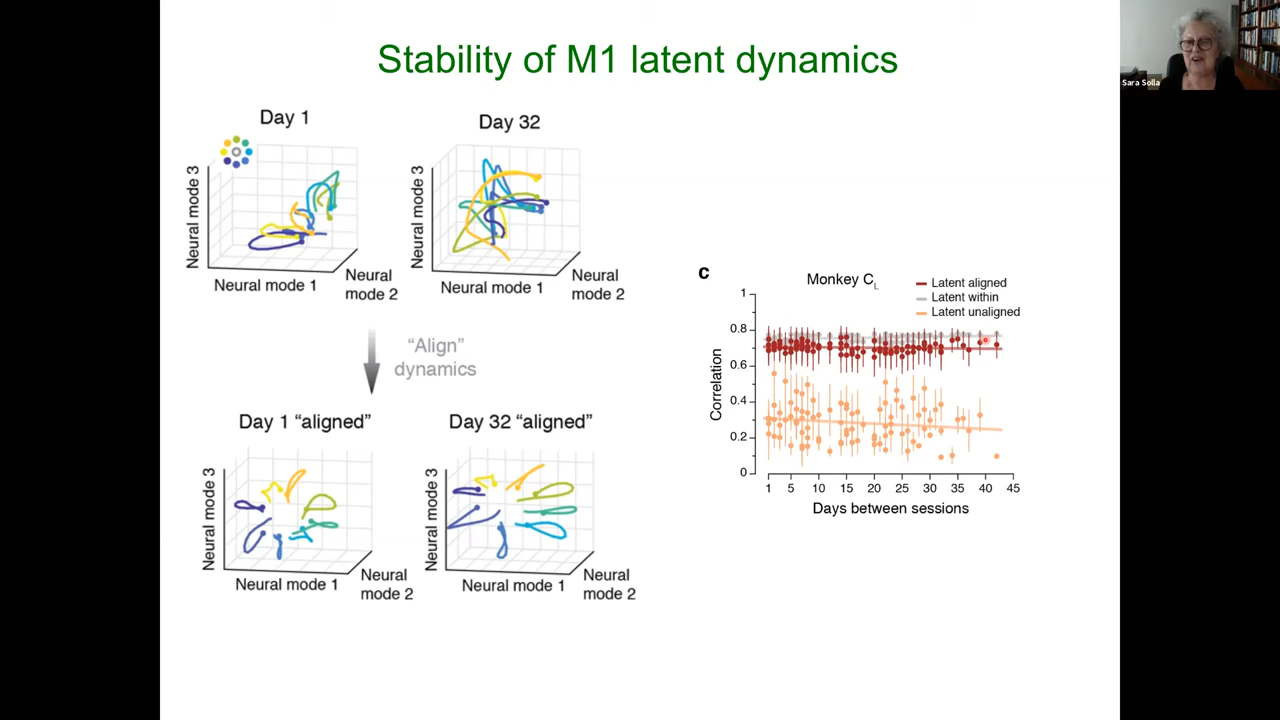 Stability of M1 latent dynamics
Sara Solla
Day 1
Day 32
Neural mode 3
Neural mode 1
Neural
mode 2
Neural mode 3
Neural mode 1
Neural
mode 2
"Align"
dynamics
Day 1 "aligned"
Day 32 "aligned"
Neural mode 3
Neural mode 1
Neural
mode 2
Neural mode 3
Neural mode 1
Neural
mode 2
c
Monkey CL
Latent aligned
Latent within
Latent unaligned
Correlation
1
0.8
0.6
0.4
0.2
0
1 5 10 15 20 25 30 35 40 45
Days between sessions